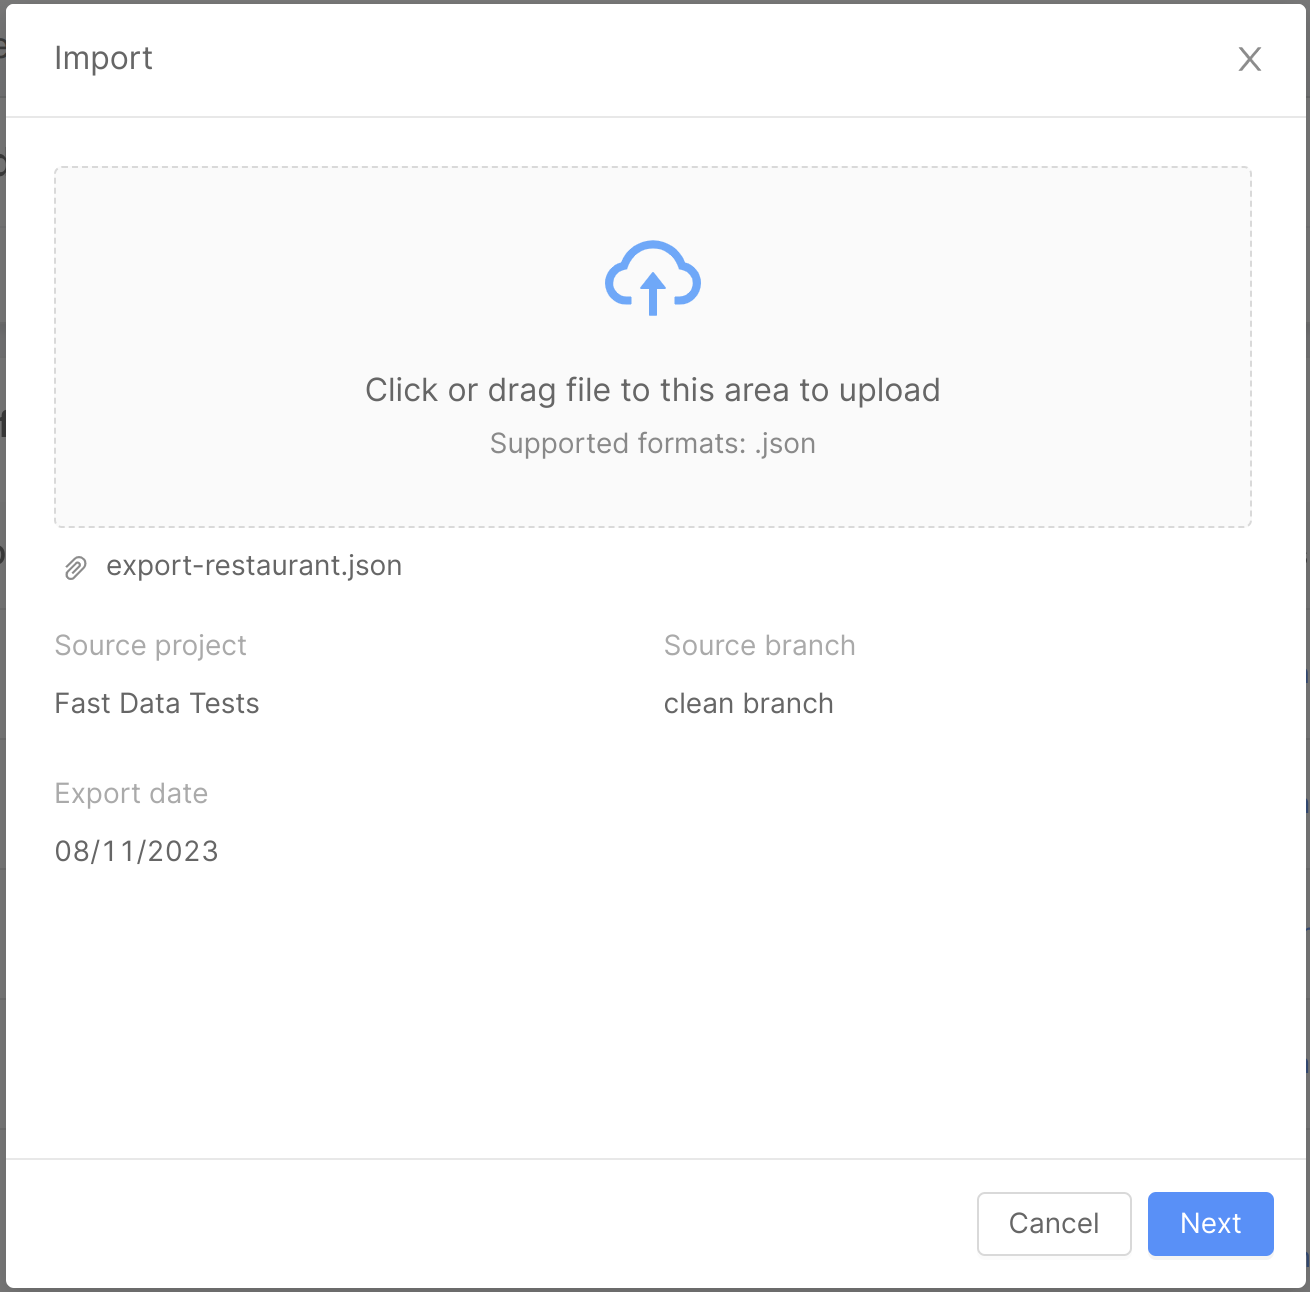 Import
Click or drag file to this area to upload
Supported formats: .json
export-restaurant.json
Source project
Source branch
Fast Data Tests
clean branch
Export date
08/11/2023
Cancel
Next